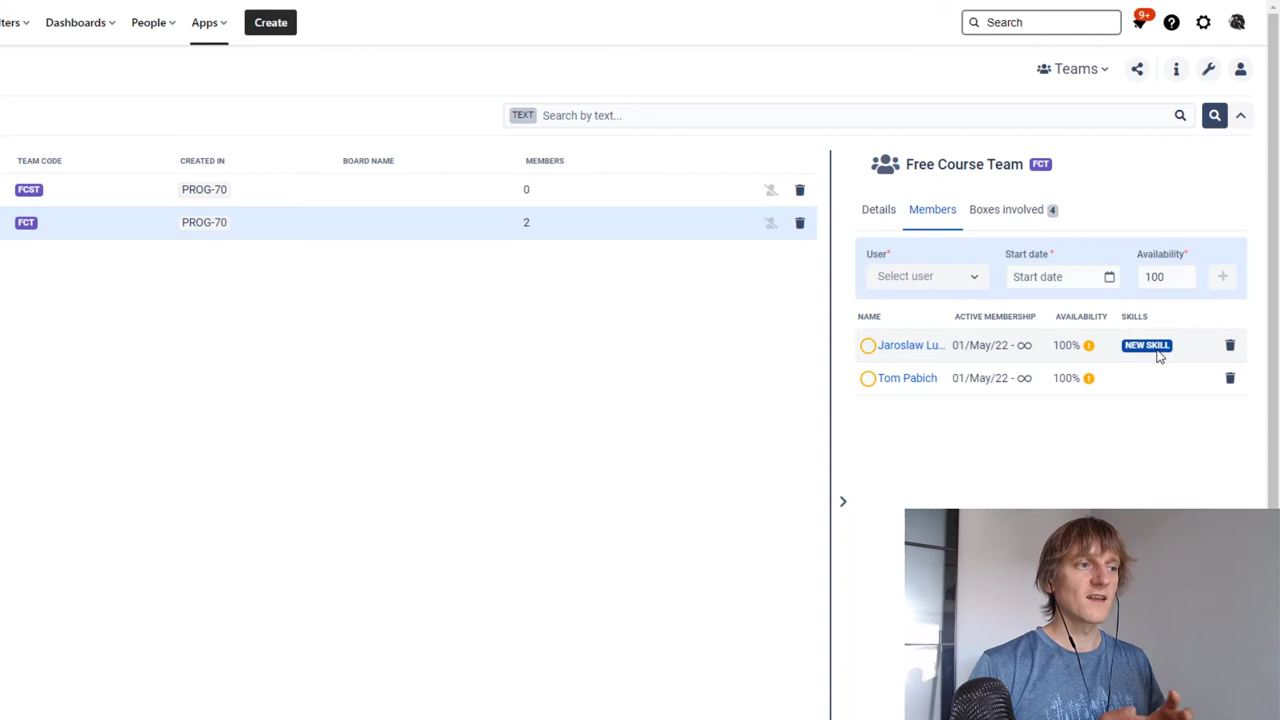 lters Dashboards People Apps Create Search 9+
Teams
TEXT Search by text...
TEAM CODE CREATED IN BOARD NAME MEMBERS
FCST PROG-70 0
FCT PROG-70 2
Free Course Team FCT
Details Members Boxes involved 4
User* Start date * Availability*
Select user Start date 100
NAME ACTIVE MEMBERSHIP AVAILABILITY SKILLS
Jaroslaw Lu... 01/May/22 - ∞ 100% NEW SKILL
Tom Pabich 01/May/22 - ∞ 100%